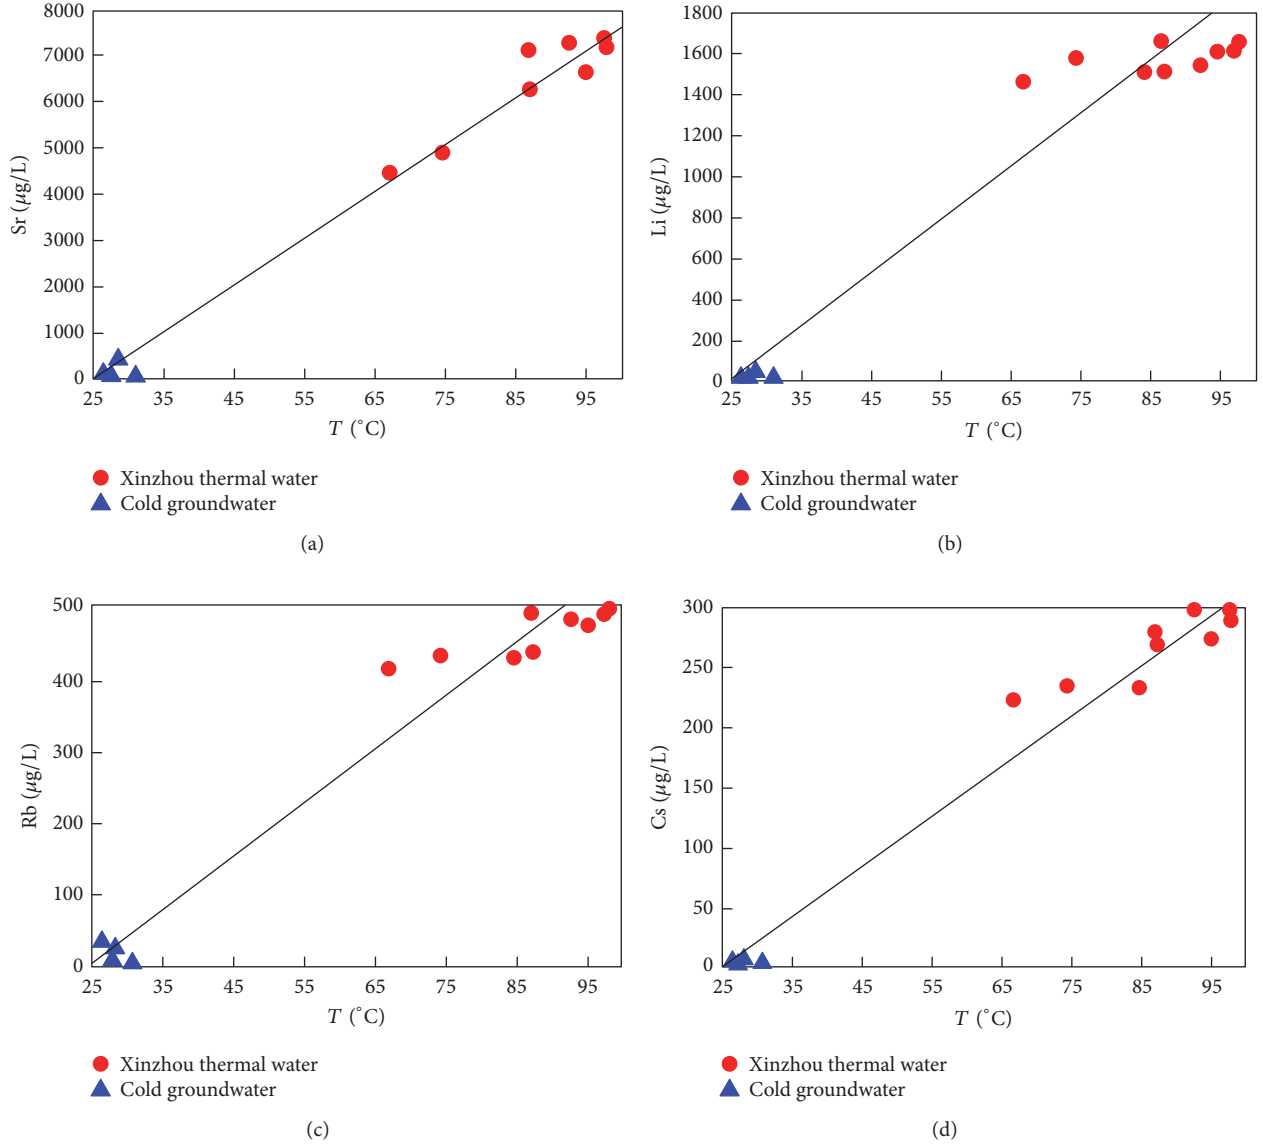 8000
7000
6000
5000
4000
3000
2000
1000
0
Sr (μg/L)
25 35 45 55 65 75 85 95
T (°C)
Xinzhou thermal water
Cold groundwater
(a)
1800
1600
1400
1200
1000
800
600
400
200
0
Li (μg/L)
25 35 45 55 65 75 85 95
T (°C)
Xinzhou thermal water
Cold groundwater
(b)
500
400
300
200
100
0
Rb (μg/L)
25 35 45 55 65 75 85 95
T (°C)
Xinzhou thermal water
Cold groundwater
(c)
300
250
200
150
100
50
0
Cs (μg/L)
25 35 45 55 65 75 85 95
T (°C)
Xinzhou thermal water
Cold groundwater
(d)